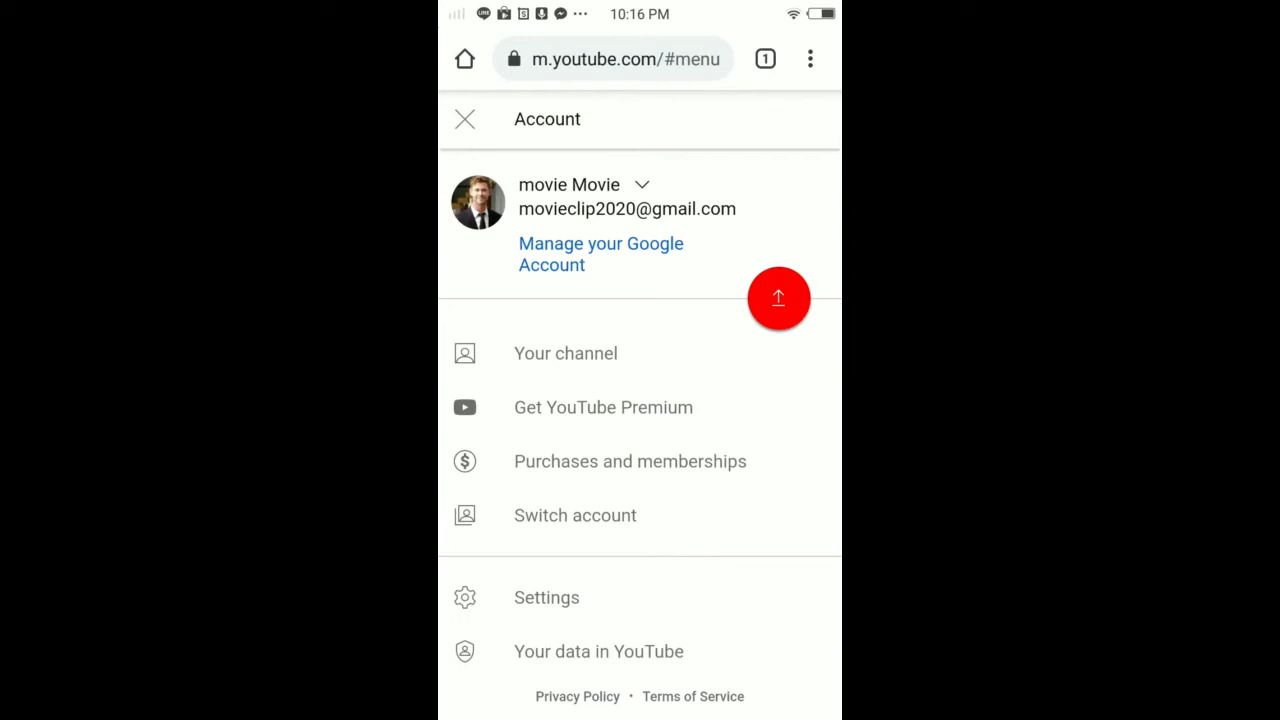 10:16 PM
m.youtube.com/#menu
1
Account
movie Movie
movieclip2020@gmail.com
Manage your Google
Account
Your channel
Get YouTube Premium
Purchases and memberships
Switch account
Settings
Your data in YouTube
Privacy Policy • Terms of Service